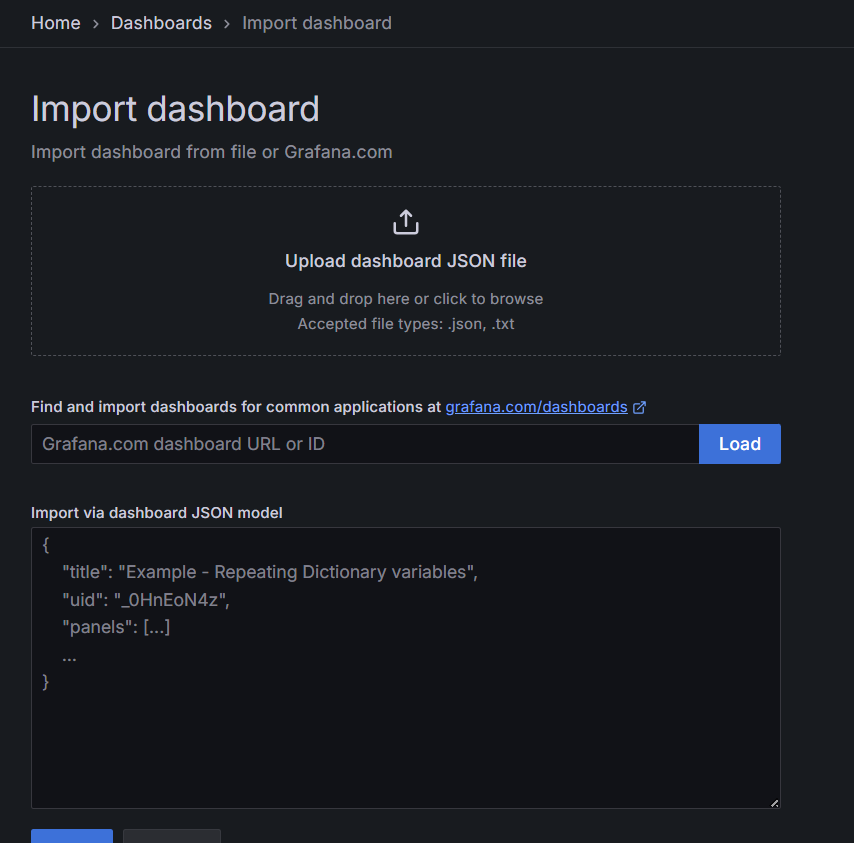 Home > Dashboards > Import dashboard
Import dashboard
Import dashboard from file or Grafana.com
Upload dashboard JSON file
Drag and drop here or click to browse
Accepted file types: .json, .txt
Find and import dashboards for common applications at grafana.com/dashboards
Grafana.com dashboard URL or ID
Load
Import via dashboard JSON model
{
"title": "Example - Repeating Dictionary variables",
"uid": "_0HnEoN4z",
"panels": [...]
...
}